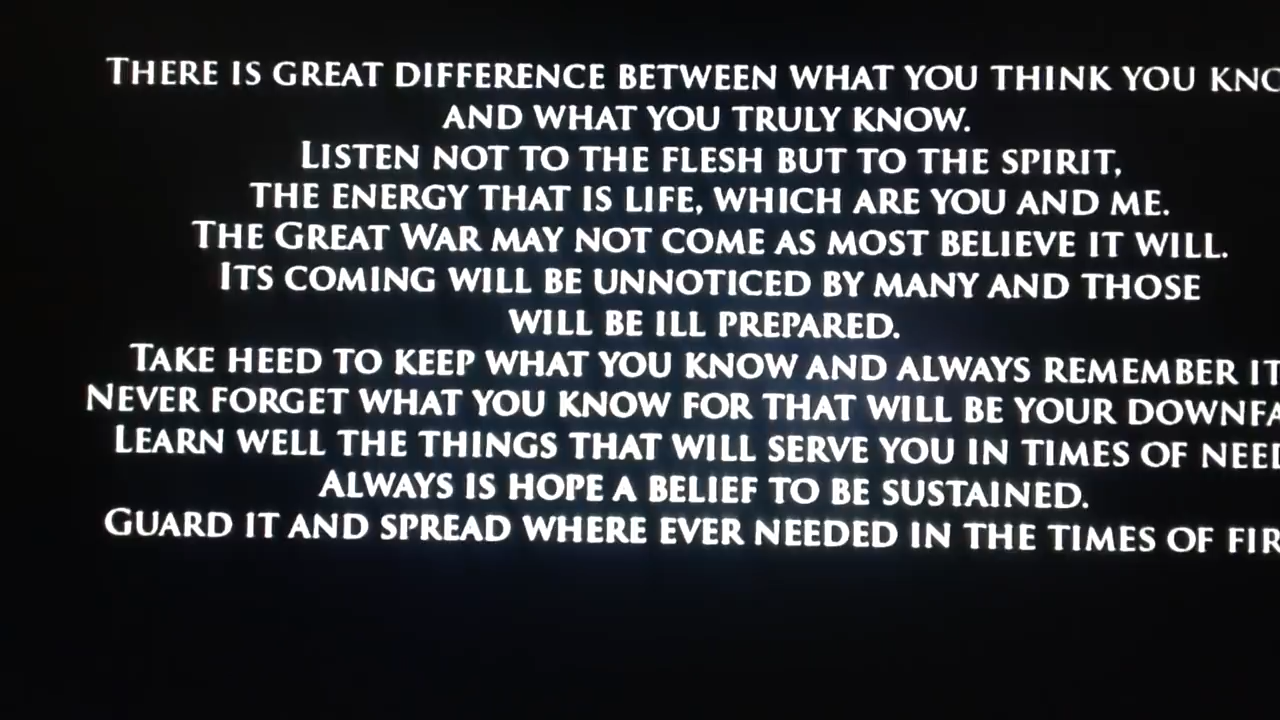 There is great difference between what you think you
and what you truly know.
Listen not to the flesh but to the spirit,
the energy that is life, which are you and me.
The Great War may not come as most believe it will.
Its coming will be unnoticed by many and those
will be ill prepared.
Take heed to keep what you know and always remember it
Never forget what you know for that will be your
Learn well the things that will serve you in times of
Always is hope a belief to be sustained.
Guard it and spread where ever needed in the times of